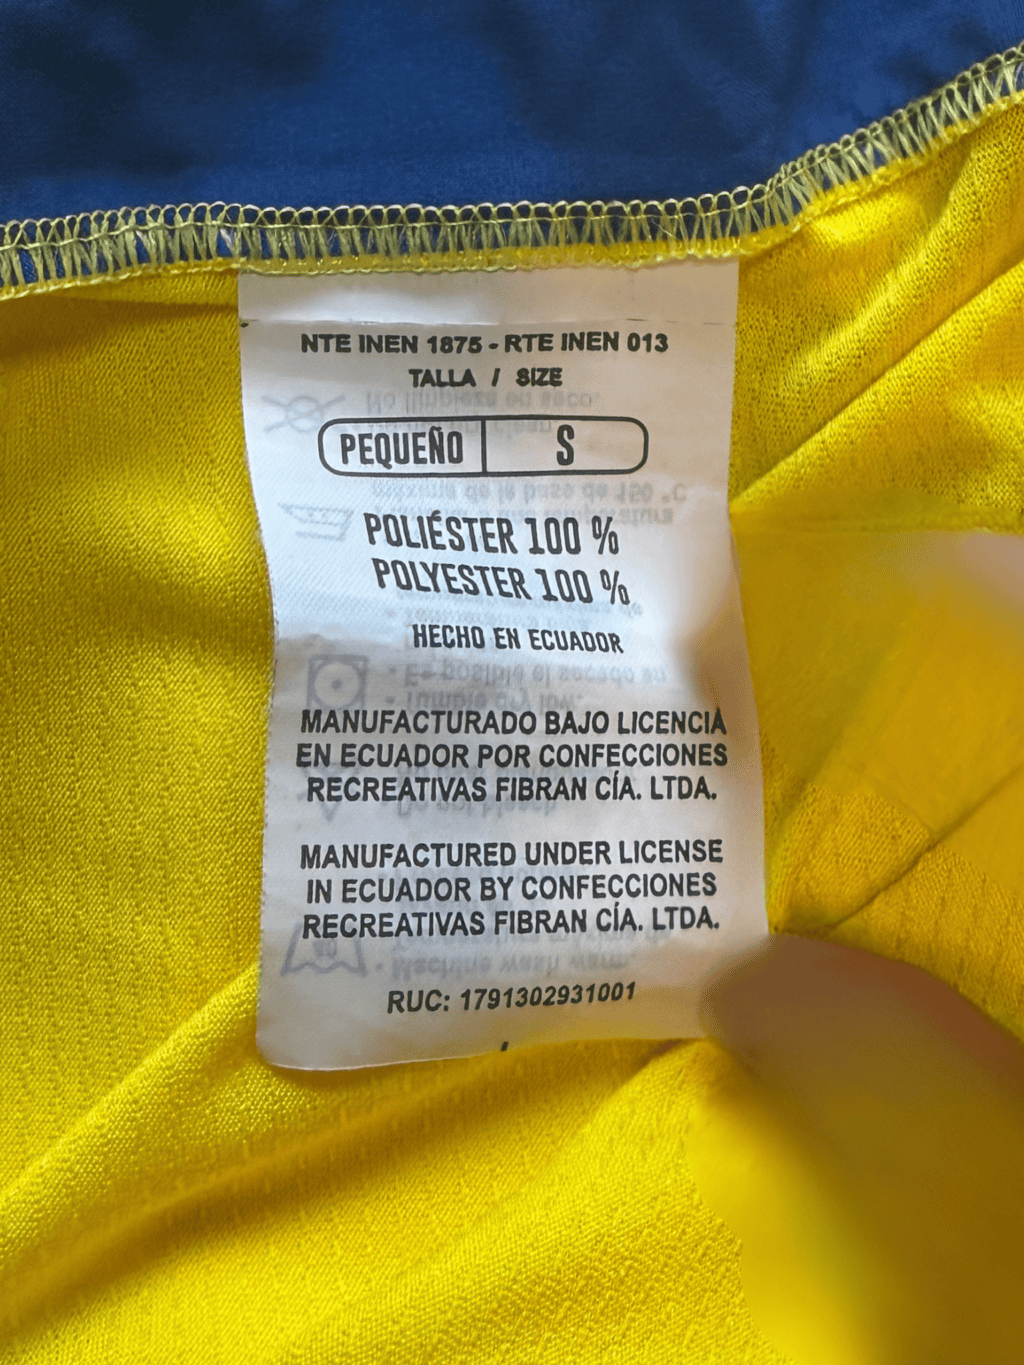 NTE INEN 1875 - RTE INEN 013
TALLA / SIZE
PEQUEÑO S
POLIÉSTER 100 %
POLYESTER 100 %
HECHO EN ECUADOR
MANUFACTURADO BAJO LICENCIA
EN ECUADOR POR CONFECCIONES
RECREATIVAS FIBRAN CÍA. LTDA.
MANUFACTURED UNDER LICENSE
IN ECUADOR BY CONFECCIONES
RECREATIVAS FIBRAN CÍA. LTDA.
RUC: 1791302931001